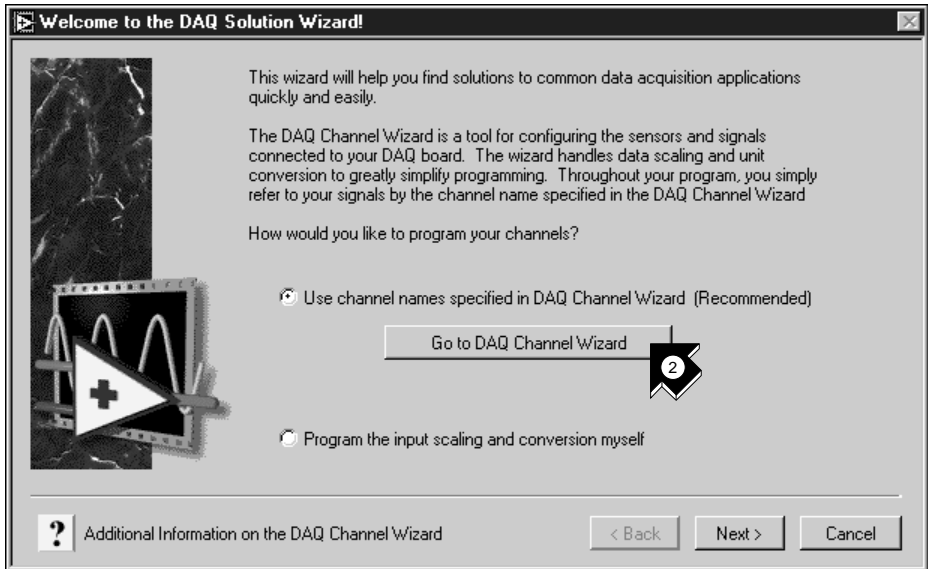 Welcome to the DAQ Solution Wizard!
This wizard will help you find solutions to common data acquisition applications
quickly and easily.
The DAQ Channel Wizard is a tool for configuring the sensors and signals
connected to your DAQ board. The wizard handles data scaling and unit
conversion to greatly simplify programming. Throughout your program, you simply
refer to your signals by the channel name specified in the DAQ Channel Wizard
How would you like to program your channels?
Use channel names specified in DAQ Channel Wizard (Recommended)
Go to DAQ Channel Wizard
2
Program the input scaling and conversion myself
? Additional Information on the DAQ Channel Wizard
< Back Next > Cancel